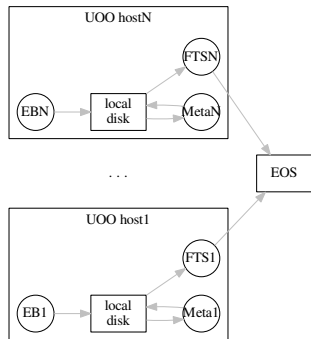 UOO hostN
FTSN
EBN
local
disk
MetaN
. . .
EOS
UOO host1
FTS1
EB1
local
disk
Meta1